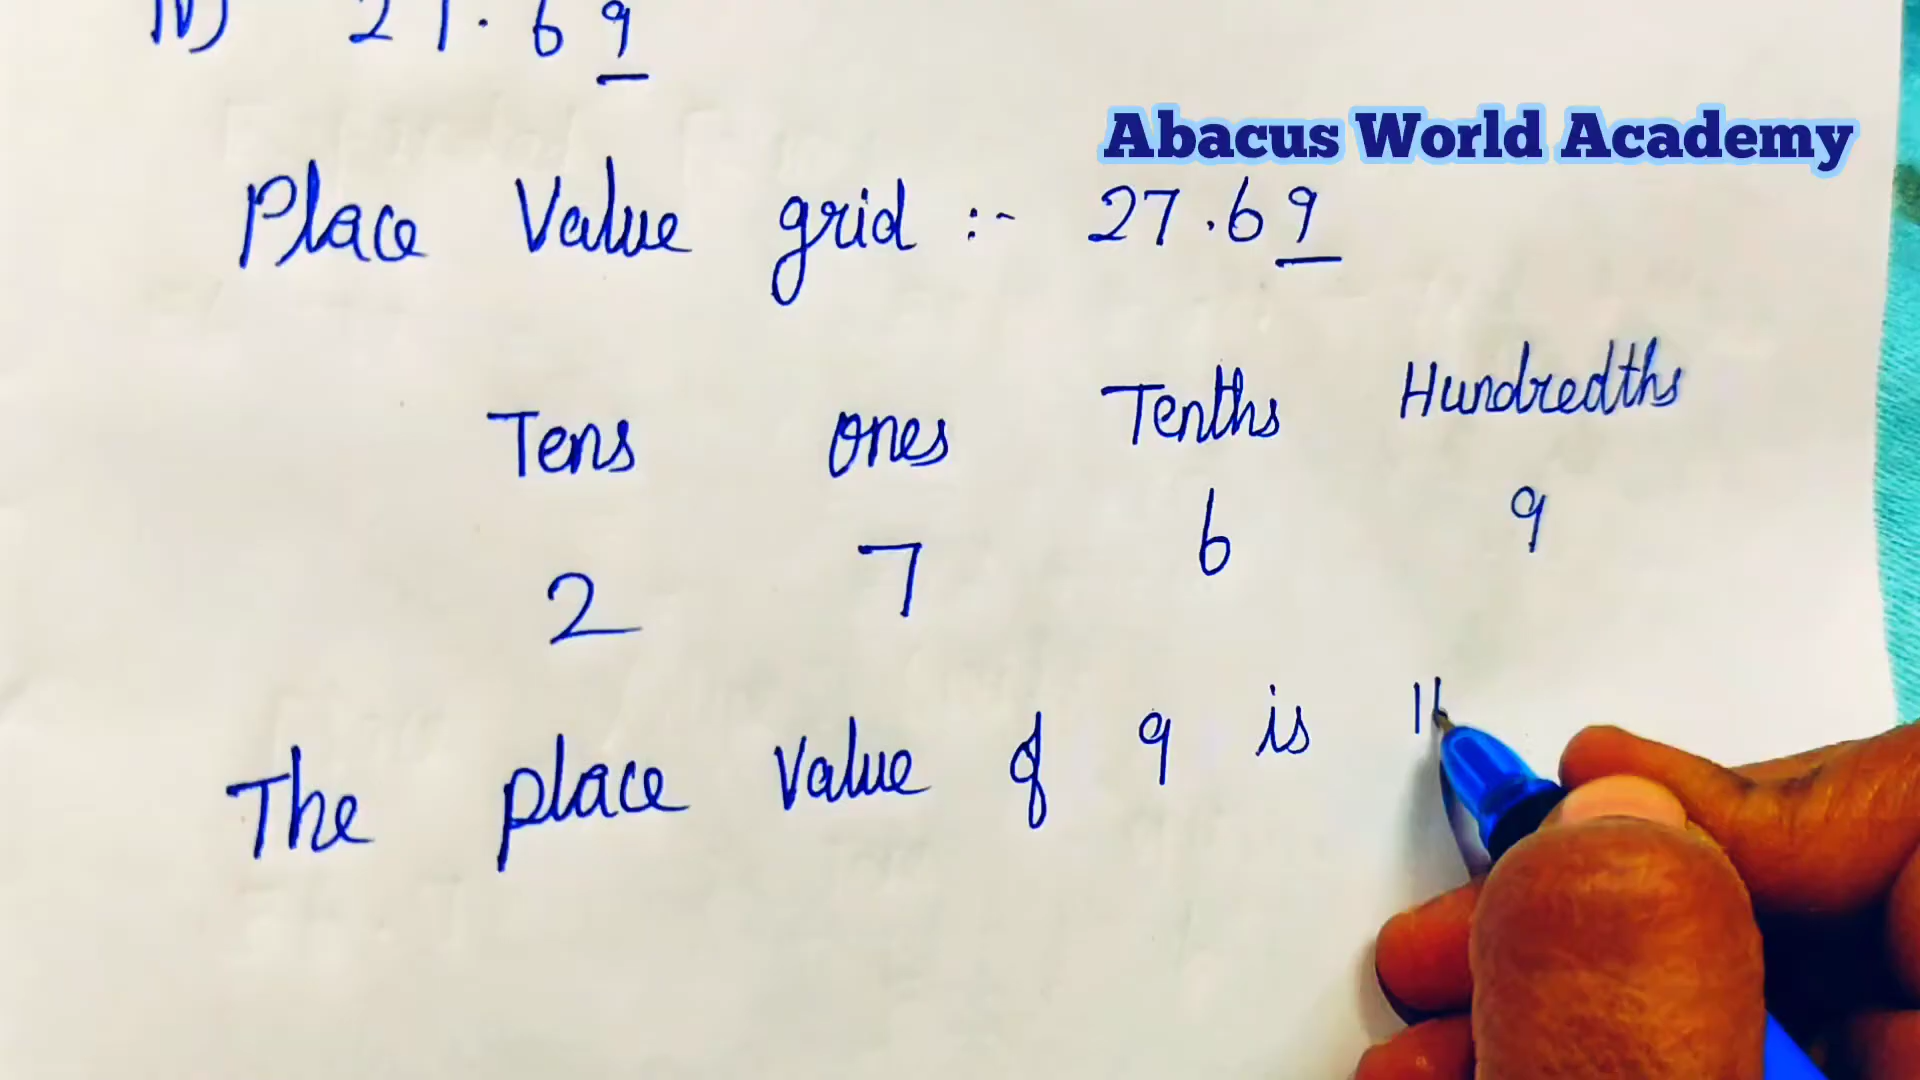 IV) 27.69
Abacus World Academy
Place Value grid :- 27.69
Tens ones Tenths Hundredths
2 7 6 9
The place Value of 9 is